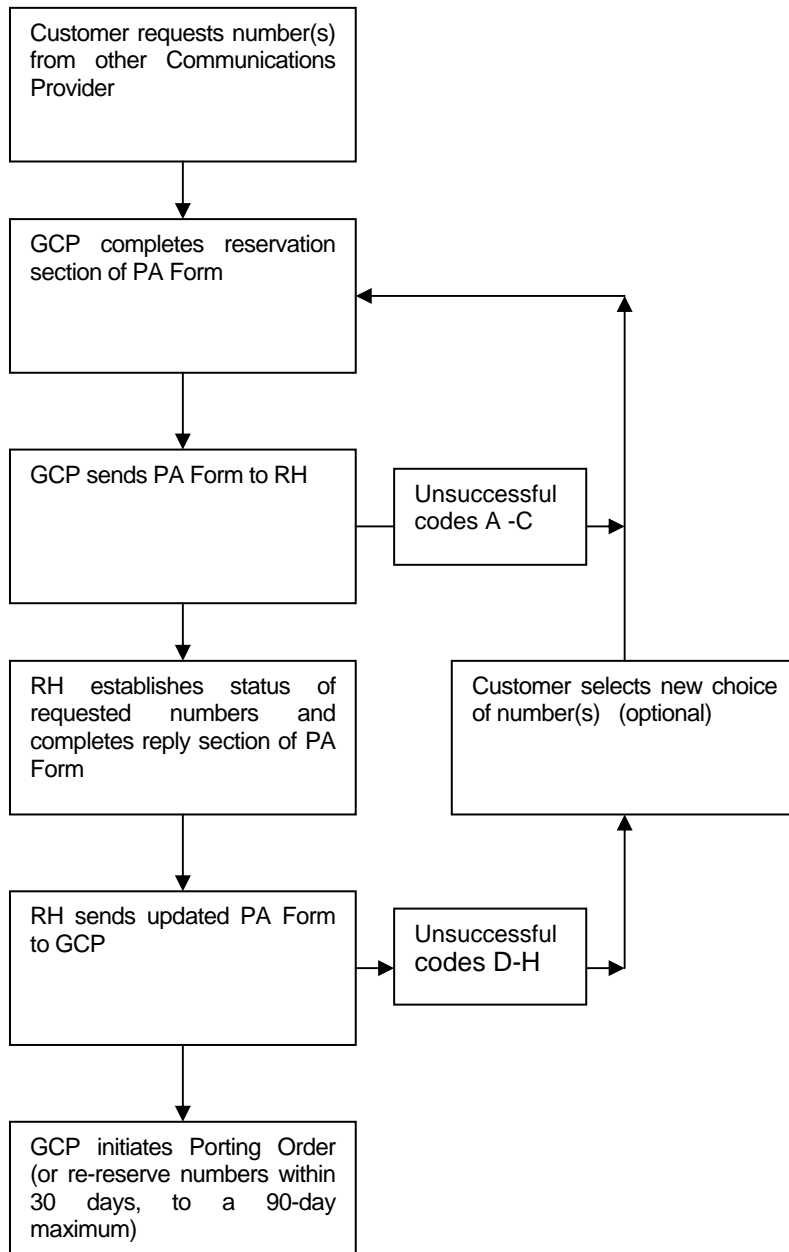 Customer requests number(s)
from other Communications
Provider
GCP completes reservation
section of PA Form
GCP sends PA Form to RH
Unsuccessful
codes A -C
RH establishes status of
requested numbers and
completes reply section of PA
Form
Customer selects new choice
of number(s) (optional)
RH sends updated PA Form
to GCP
Unsuccessful
codes D-H
GCP initiates Porting Order
(or re-reserve numbers within
30 days, to a 90-day
maximum)